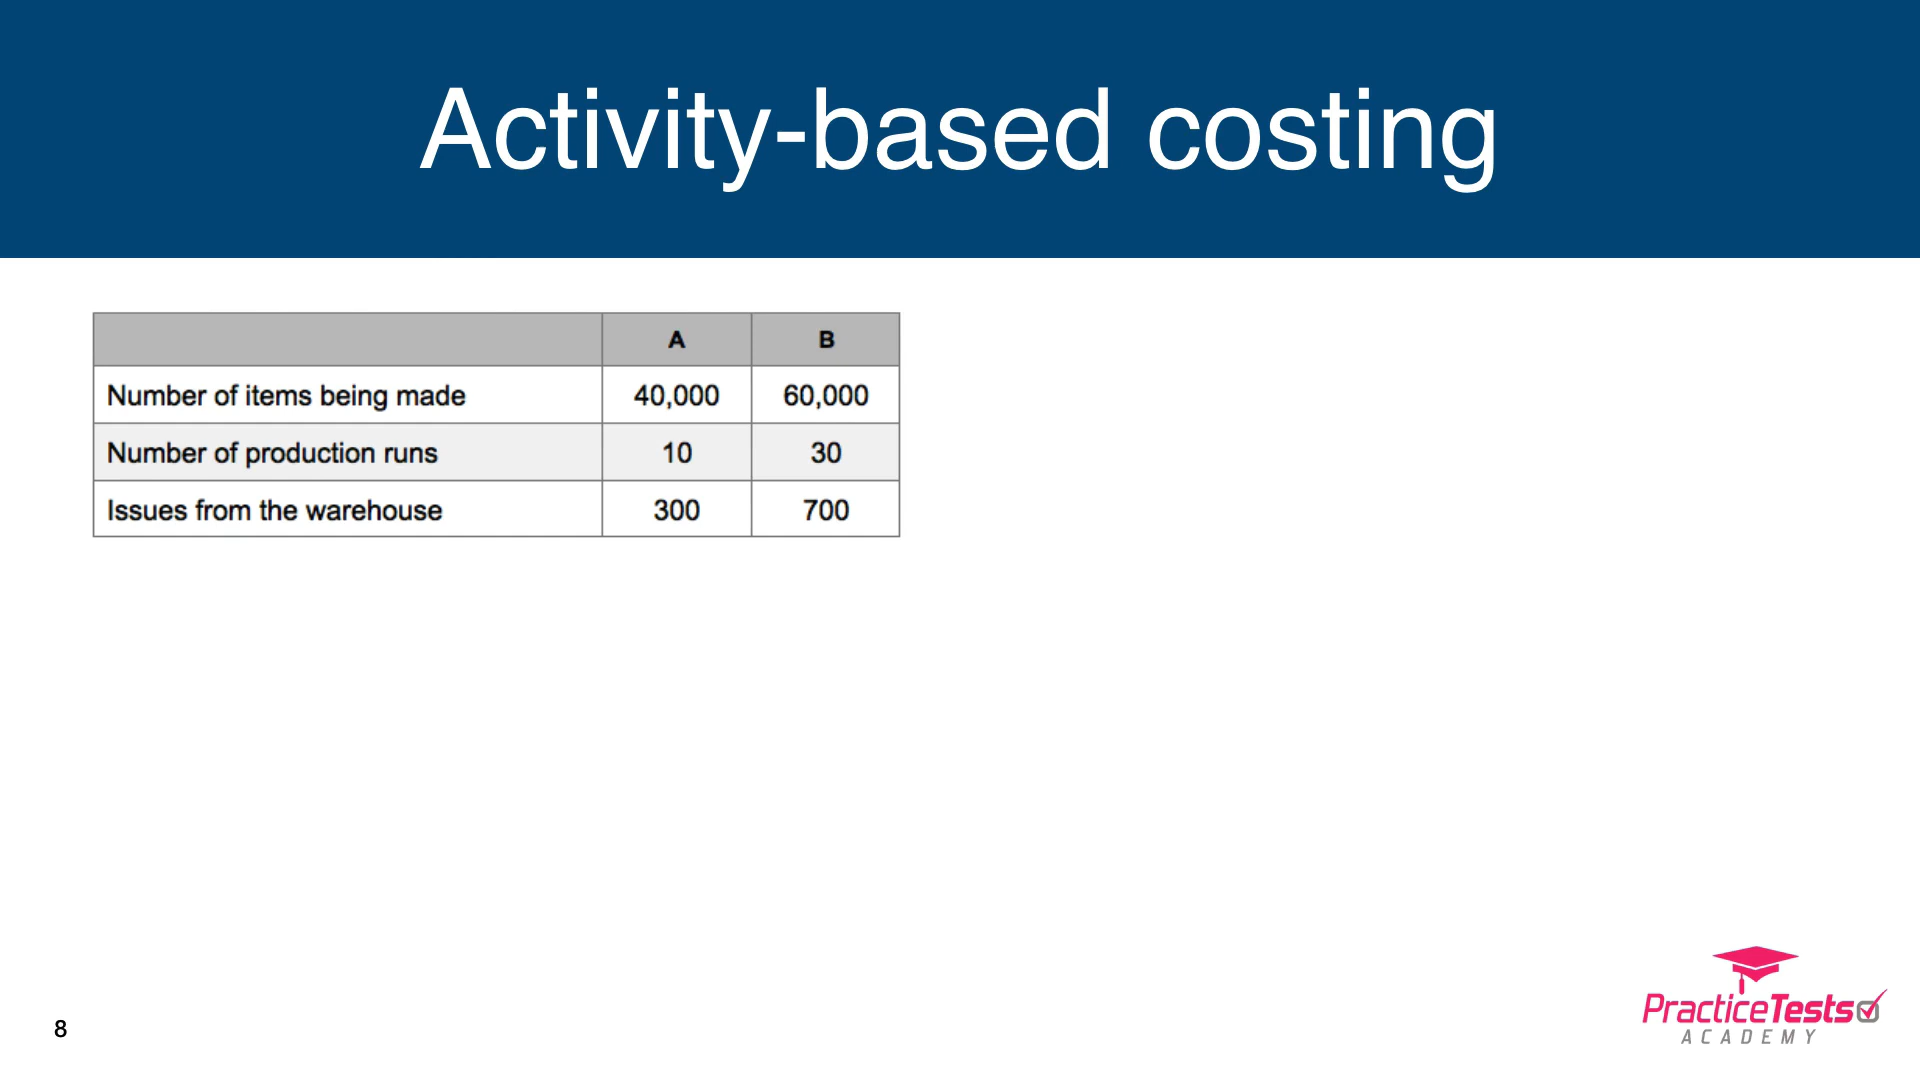 Activity-based costing
A B
Number of items being made 40,000 60,000
Number of production runs 10 30
Issues from the warehouse 300 700
8
PracticeTests
ACADEMY